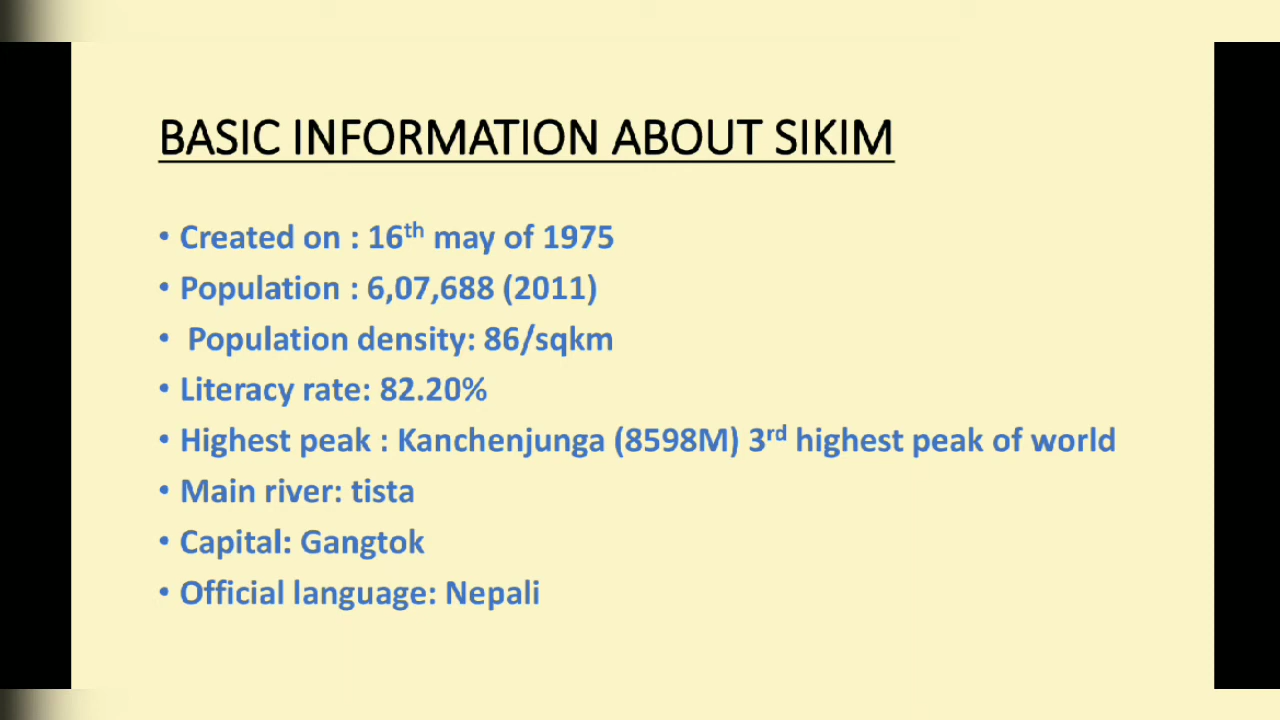 BASIC INFORMATION ABOUT SIKIM
• Created on : 16th may of 1975
• Population : 6,07,688 (2011)
• Population density: 86/sqkm
• Literacy rate: 82.20%
• Highest peak : Kanchenjunga (8598M) 3rd highest peak of world
• Main river: tista
• Capital: Gangtok
• Official language: Nepali